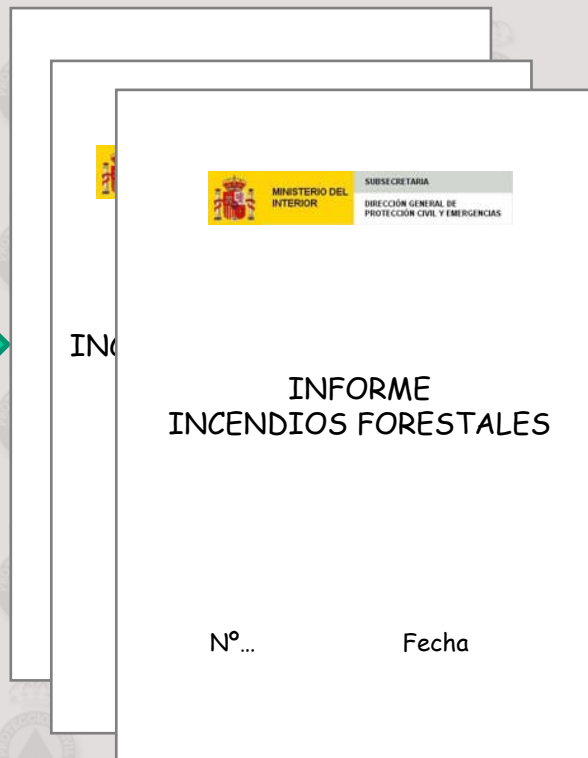 MINISTERIO DEL
INTERIOR
SUBSECRETARIA
DIRECCIÓN GENERAL DE
PROTECCIÓN CIVIL Y EMERGENCIAS
INFORME
INCENDIOS FORESTALES
Nº... Fecha